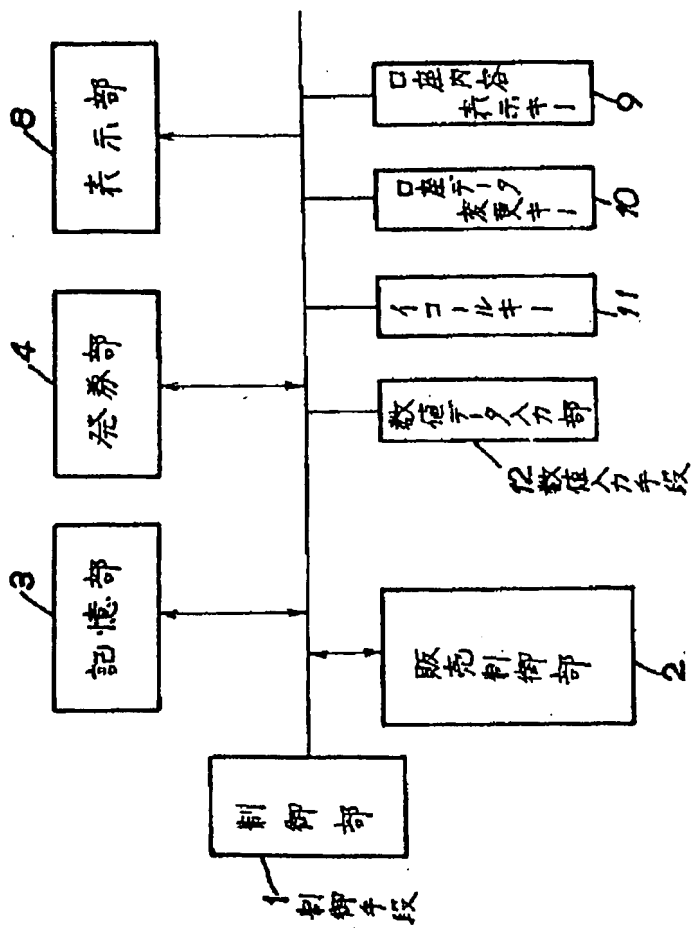 3
記憶部
4
発券部
8
表示部
制御部
1 制御手段
2
販売制御部
数値データ入力部
12 数値入力手段
イコールキー
11
口座データ
変更キー
10
口座内容
表示キー
9